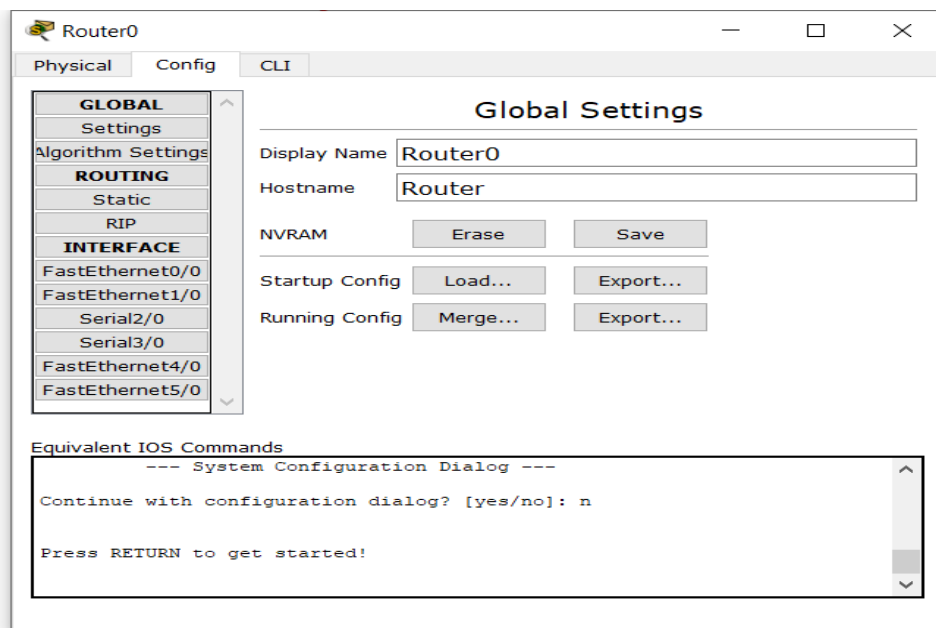 Router0
Physical Config CLI
GLOBAL
Settings
Algorithm Settings
ROUTING
Static
RIP
INTERFACE
FastEthernet0/0
FastEthernet1/0
Serial2/0
Serial3/0
FastEthernet4/0
FastEthernet5/0
Global Settings
Display Name Router0
Hostname Router
NVRAM Erase Save
Startup Config Load... Export...
Running Config Merge... Export...
Equivalent IOS Commands
--- System Configuration Dialog ---
Continue with configuration dialog? [yes/no]: n
Press RETURN to get started!